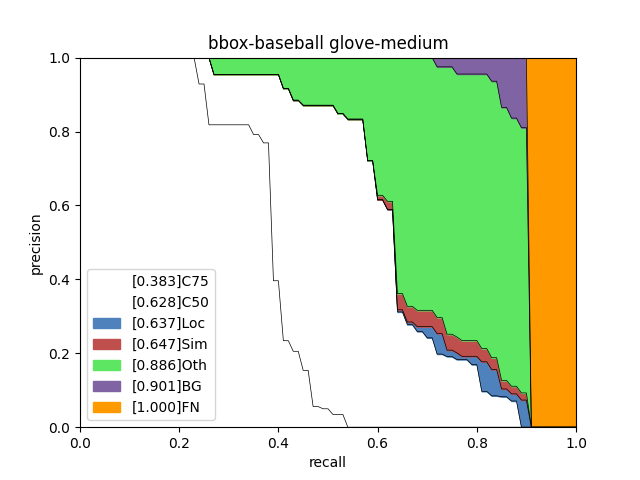 bbox-baseball glove-medium
precision
1.0
0.8
0.6
0.4
0.2
0.0
[0.383]C75
[0.628]C50
[0.637]Loc
[0.647]Sim
[0.886]Oth
[0.901]BG
[1.000]FN
0.0 0.2 0.4 0.6 0.8 1.0
recall